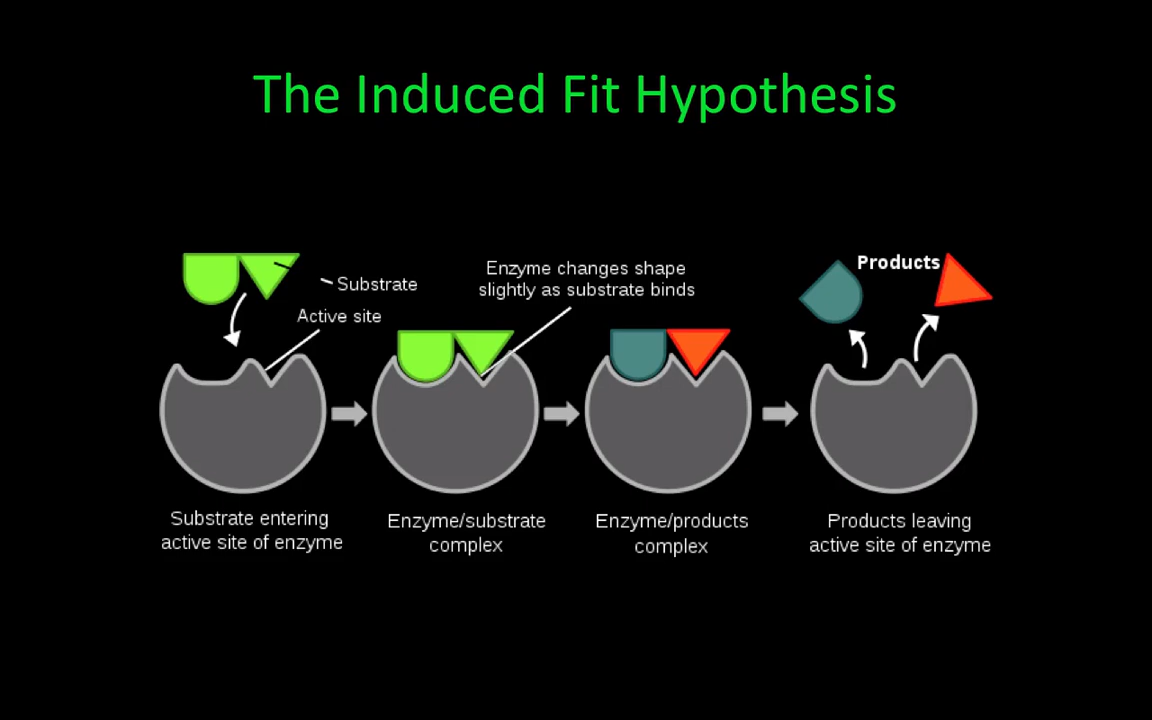 The Induced Fit Hypothesis
Substrate
Active site
Enzyme changes shape
slightly as substrate binds
Products
Substrate entering
active site of enzyme
Enzyme/substrate
complex
Enzyme/products
complex
Products leaving
active site of enzyme